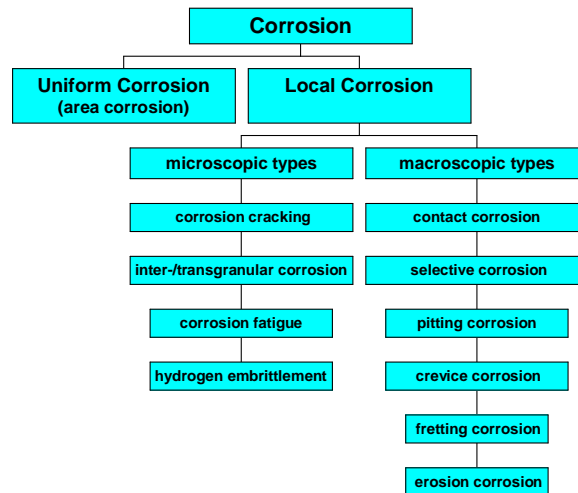 Corrosion
Uniform Corrosion
(area corrosion)
Local Corrosion
microscopic types
macroscopic types
corrosion cracking
contact corrosion
inter-/transgranular corrosion
selective corrosion
corrosion fatigue
pitting corrosion
hydrogen embrittlement
crevice corrosion
fretting corrosion
erosion corrosion